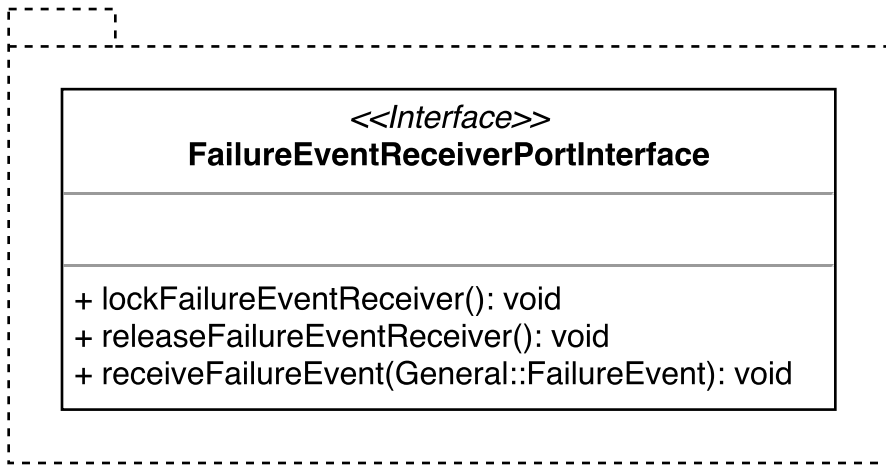 <<Interface>>
FailureEventReceiverPortInterface
+ lockFailureEventReceiver(): void
+ releaseFailureEventReceiver(): void
+ receiveFailureEvent(General::FailureEvent): void